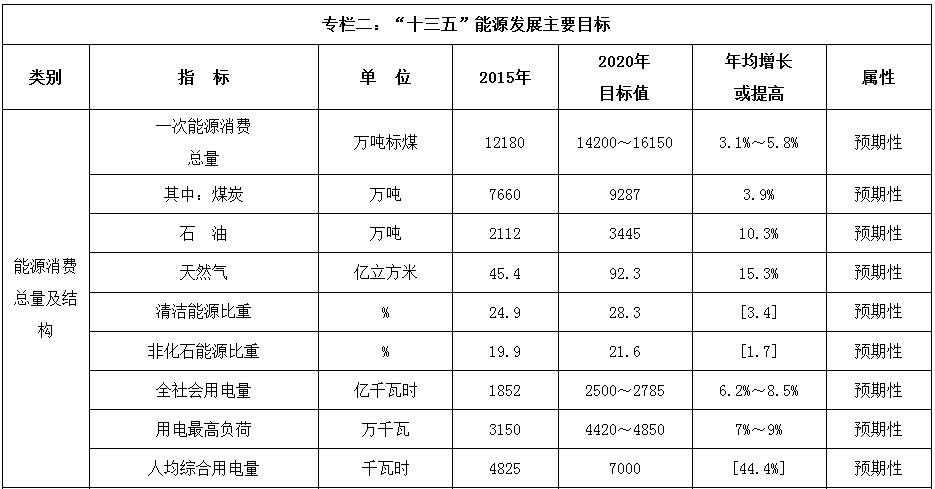 专栏二：“十三五”能源发展主要目标
类别 指 标 单 位 2015年 2020年 目标值 年均增长 或提高 属性
能源消费
总量及结
构
一次能源消费
总量 万吨标煤 12180 14200～16150 3.1%～5.8% 预期性
其中：煤炭 万吨 7660 9287 3.9% 预期性
石 油 万吨 2112 3445 10.3% 预期性
天然气 亿立方米 45.4 92.3 15.3% 预期性
清洁能源比重 % 24.9 28.3 [3.4] 预期性
非化石能源比重 % 19.9 21.6 [1.7] 预期性
全社会用电量 亿千瓦时 1852 2500～2785 6.2%～8.5% 预期性
用电最高负荷 万千瓦 3150 4420～4850 7%～9% 预期性
人均综合用电量 千瓦时 4825 7000 [44.4%] 预期性